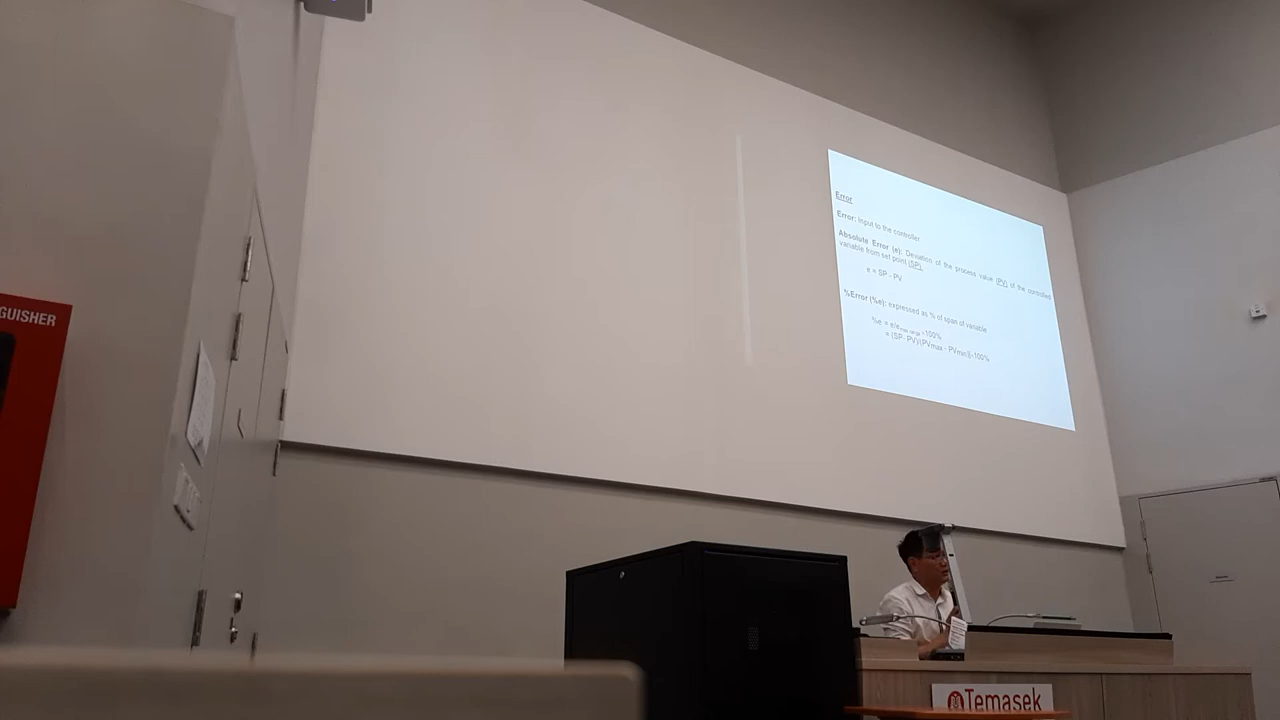 GUISHER
Error
Error: Input to the controller.
Absolute Error (e): Deviation of the process value (PV) of the controlled
variable from set point (SP).
e = SP - PV
%Error (%e): expressed as % of span of variable
%e = e/e ×100%
= (SP- PV)/(PVmax - PVmin)]×100%
Temasek